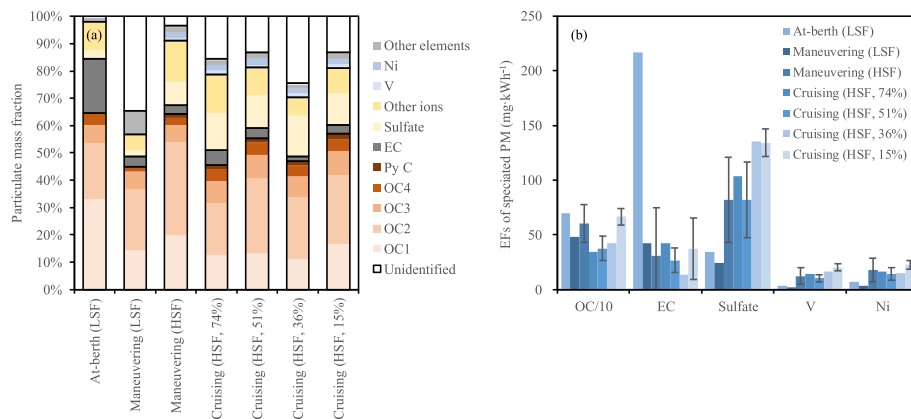 (a)
Particulate mass fraction
100%
90%
80%
70%
60%
50%
40%
30%
20%
10%
0%
At-berth (LSF)
Maneuvering (LSF)
Maneuvering (HSF)
Cruising (HSF, 74%)
Cruising (HSF, 51%)
Cruising (HSF, 36%)
Cruising (HSF, 15%)
Other elements
Ni
V
Other ions
Sulfate
EC
Py C
OC4
OC3
OC2
OC1
Unidentified
(b)
EFs of speciated PM (mg·kWh⁻¹)
250
200
150
100
50
0
OC/10
EC
Sulfate
V
Ni
At-berth (LSF)
Maneuvering (LSF)
Maneuvering (HSF)
Cruising (HSF, 74%)
Cruising (HSF, 51%)
Cruising (HSF, 36%)
Cruising (HSF, 15%)